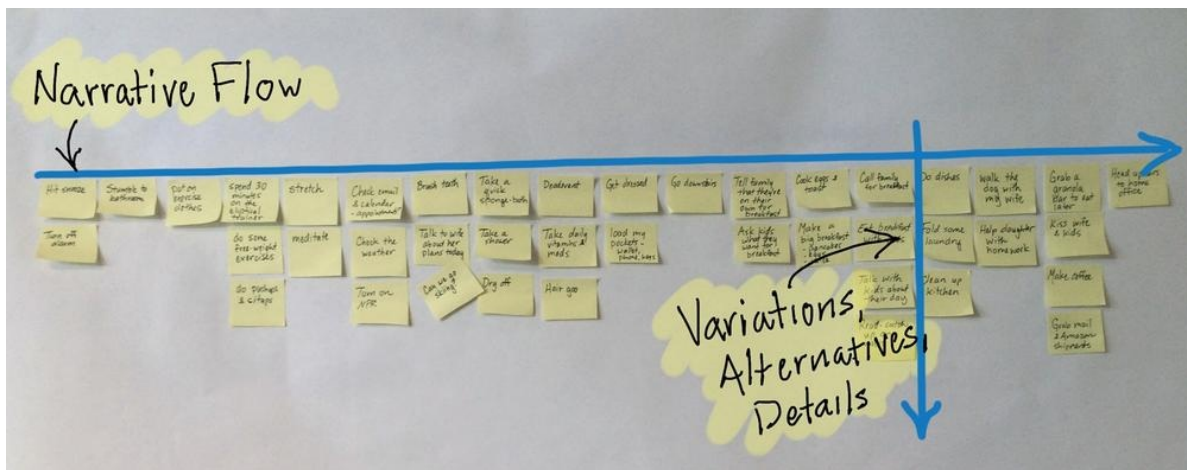 Narrative Flow
Hit snooze
Stumble to
bathroom
put on
exercise
clothes
spend 30
minutes
on the
eliptical
trainer
stretch
Check email
& calendar
-appointment?
Brush teeth
Take a
quick
sponge-bath
Deoderant
Get dressed
Go downstairs
Tell family
that they're
on their
own for
breakfast
Cook eggs &
toast
Call family
for breakfast
Do dishes
Walk the
dog with
my wife
Grab a
granola
bar to eat
later
Head upstairs
to home
office
Turn off
alarm
do some
free-weight
exercises
meditate
Check the
weather
Talk to wife
about her
plans today
Take a
shower
Take daily
vitamins &
meds
load my
pockets -
wallet,
phone, keys
Ask kids
what they
want for
breakfast
Make a
big breakfast
- pancakes
Eat breakfast
Fold some
laundry
Help daughter
with
homework
Kiss wife
& kids
do pushups
& situps
Turn on
NPR
Can we go
skiing?
Dry off
Hair goo
Talk with
kids about
their day
Clean up
kitchen
Make coffee
Grab mail
& Amazon
shipments
Variations,
Alternatives,
Details